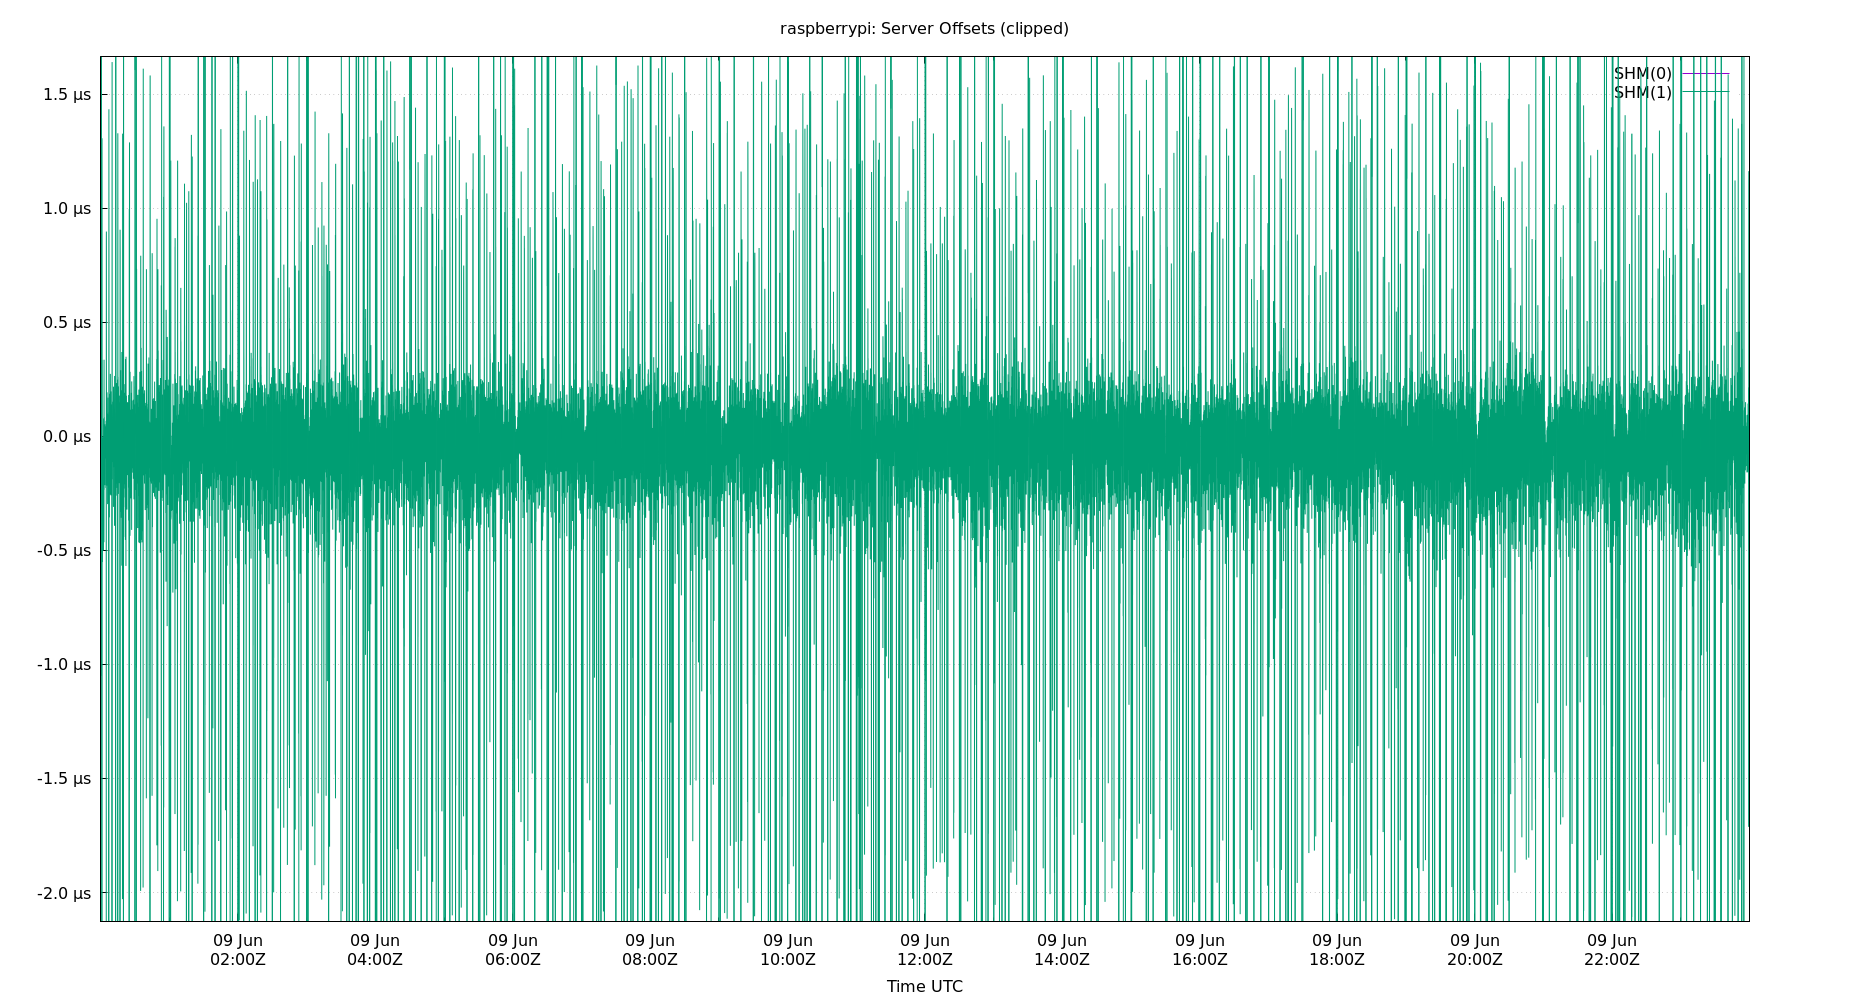 raspberrypi: Server Offsets (clipped)
SHM(0)
SHM(1)
1.5 µs
1.0 µs
0.5 µs
0.0 µs
-0.5 µs
-1.0 µs
-1.5 µs
-2.0 µs
09 Jun 09 Jun 09 Jun 09 Jun 09 Jun 09 Jun 09 Jun 09 Jun 09 Jun 09 Jun 09 Jun
02:00Z 04:00Z 06:00Z 08:00Z 10:00Z 12:00Z 14:00Z 16:00Z 18:00Z 20:00Z 22:00Z
Time UTC